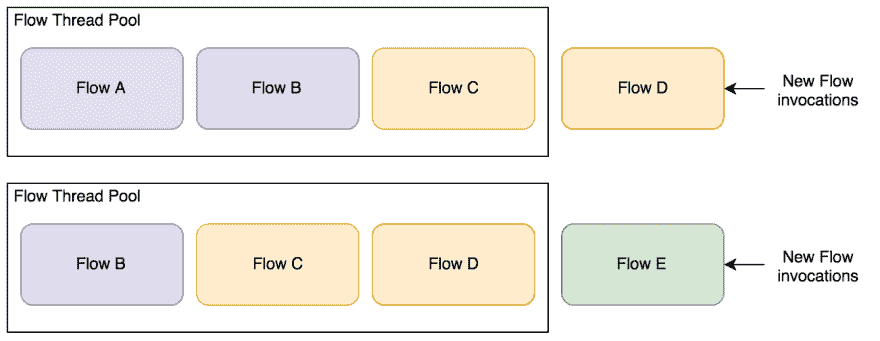 Flow Thread Pool
Flow A
Flow B
Flow C
Flow D
New Flow
invocations
Flow Thread Pool
Flow B
Flow C
Flow D
Flow E
New Flow
invocations